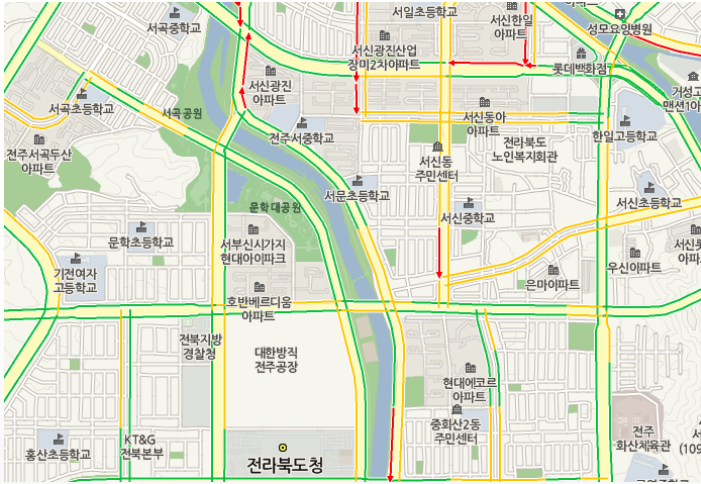 서곡중학교
서일초등학교
서신한일
아파트
성모요양병원
서신광진산업
장미2차아파트
롯데백화점
서신광진
아파트
거성고
맨션1아
서곡초등학교
서곡공원
서신동아
아파트
한일고등학교
전주서중학교
전라북도
노인복지회관
전주서곡두산
아파트
서신동
주민센터
서문초등학교
서신초등학교
문학대공원
서신중학교
문학초등학교
서부신시가지
현대아이파크
기전여자
고등학교
은마아파트
우신아파트
호반베르디움
아파트
전북지방
경찰청
대한방직
전주공장
현대에코르
아파트
중화산2동
주민센터
전주
화산체육관
홍산초등학교
KT&G
전북본부
전라북도청
(109